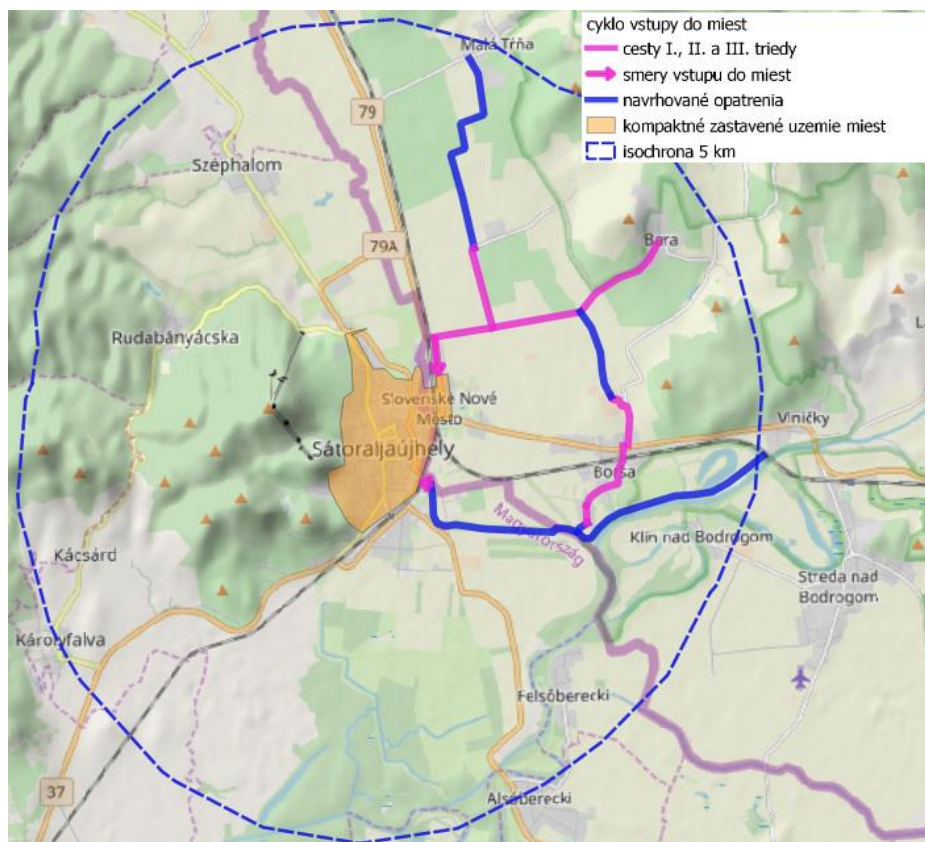 cyklo vstupy do miest
cesty I., II. a III. triedy
smery vstupu do miest
navrhované opatrenia
kompaktné zastavené uzemie miest
isochrona 5 km
Malá Tŕňa
79
Széphalom
79A
Bara
Rudabányácska
Slovenské Nové
Mesto
Sátoraljaújhely
Viničky
Borša
Magyarország
Klin nad Bodrogom
Kácsárd
Streda nad
Bodrogom
Károlyfalva
Felsőberecki
37
Alsóberecki